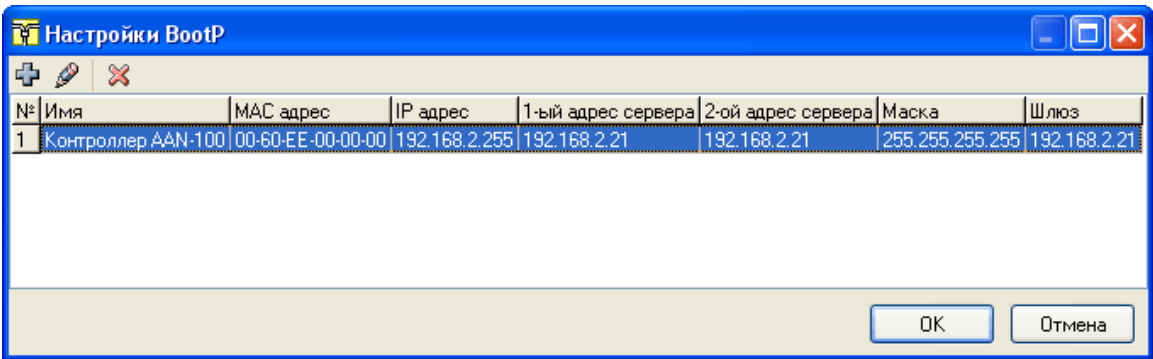 Настройки BootP
№ Имя MAC адрес IP адрес 1-ый адрес сервера 2-ой адрес сервера Маска Шлюз
1 Контроллер AAN-100 00-60-EE-00-00-00 192.168.2.255 192.168.2.21 192.168.2.21 255.255.255.255 192.168.2.21
OK Отмена